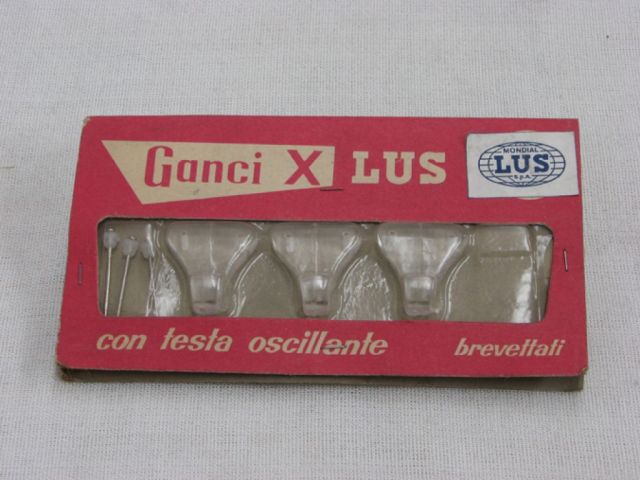 Ganci X LUS
MONDIAL
LUS
S.p.A.
con testa oscillante
brevettati